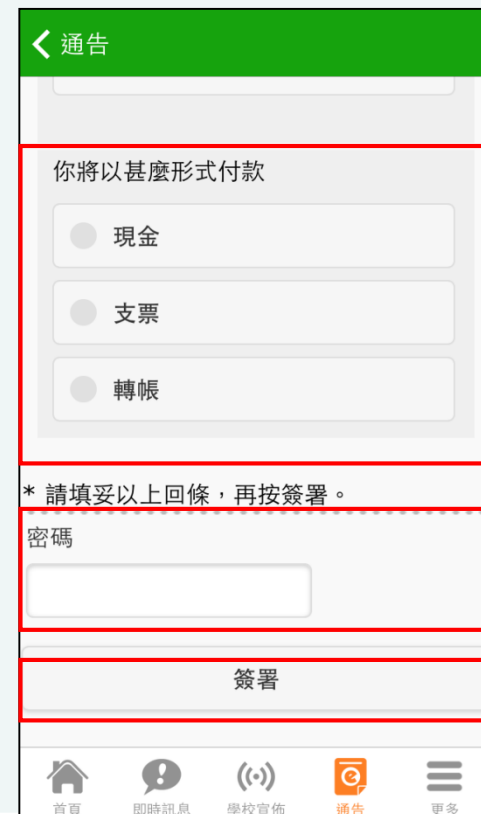 通告
你將以甚麼形式付款
現金
支票
轉帳
* 請填妥以上回條，再按簽署。
密碼
簽署
首頁
即時訊息
學校宣佈
通告
更多